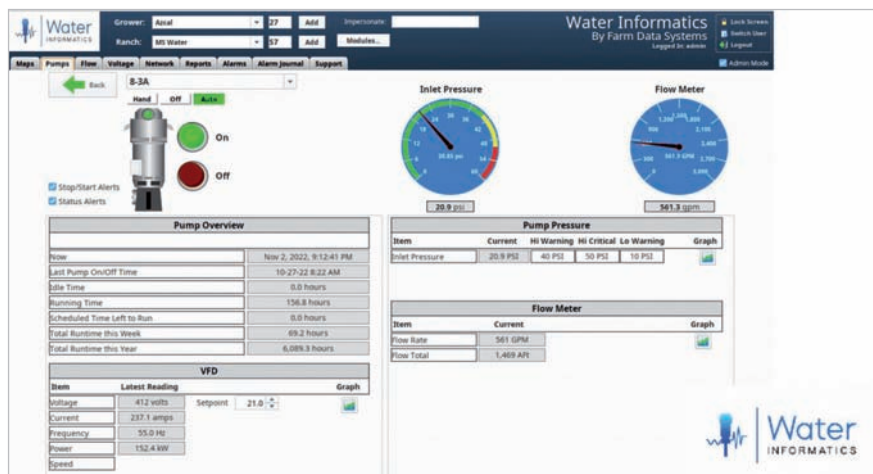 Water
INFORMATICS
Grower: Azcal 27 Add Impersonate:
Ranch: MS Water 57 Add Modules...
Water Informatics
By Farm Data Systems
Logged In: admin
Lock Screen
Switch User
Logout
Maps Pumps Flow Voltage Network Reports Alarms Alarm Journal Support
Admin Mode
Back
8-3A
Hand Off Auto
On
Off
Stop/Start Alerts
Status Alerts
Inlet Pressure
20.9 psi
Flow Meter
561.3 GPM
561.3 gpm
Pump Overview
Now Nov 2, 2022, 9:12:41 PM
Last Pump On/Off Time 10-27-22 8:22 AM
Idle Time 0.0 hours
Running Time 156.8 hours
Scheduled Time Left to Run 0.0 hours
Total Runtime this Week 69.2 hours
Total Runtime this Year 6,089.3 hours
VFD
Item Latest Reading Graph
Voltage 412 volts Setpoint 21.0
Current 237.1 amps
Frequency 55.0 Hz
Power 152.4 kW
Speed
Pump Pressure
Item Current Hi Warning Hi Critical Lo Warning Graph
Inlet Pressure 20.9 PSI 40 PSI 50 PSI 10 PSI
Flow Meter
Item Current Graph
Flow Rate 561 GPM
Flow Total 1,469 AFt
Water
INFORMATICS